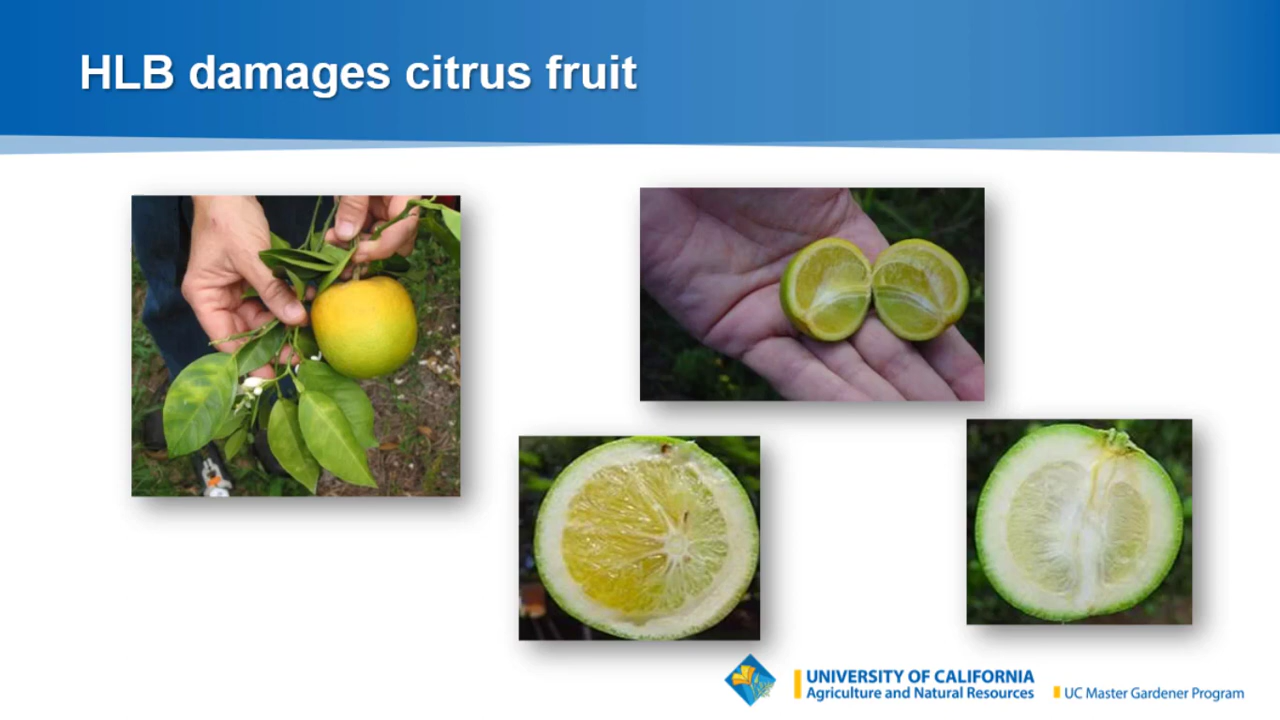 HLB damages citrus fruit
UNIVERSITY OF CALIFORNIA
Agriculture and Natural Resources
UC Master Gardener Program